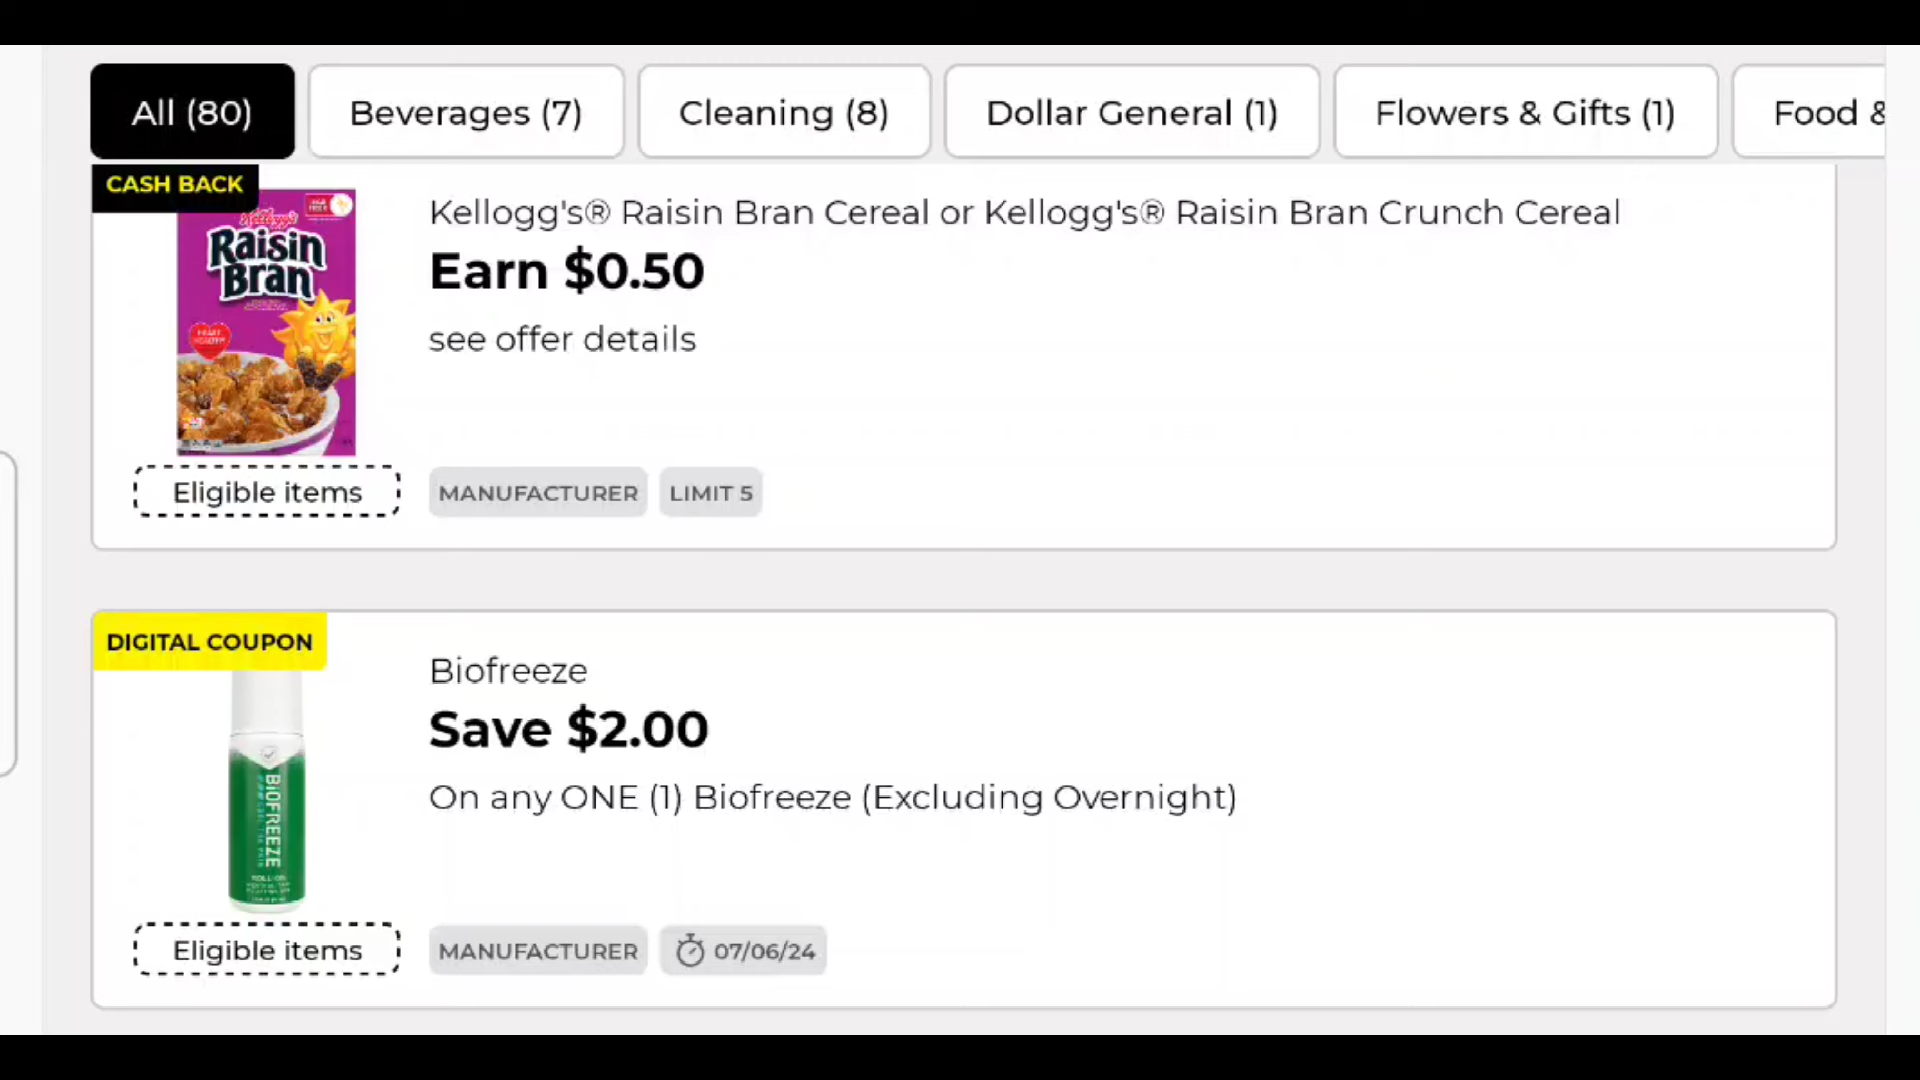 All (80)
Beverages (7)
Cleaning (8)
Dollar General (1)
Flowers & Gifts (1)
Food &
CASH BACK
Kellogg's
Raisin
Bran
Kellogg's® Raisin Bran Cereal or Kellogg's® Raisin Bran Crunch Cereal
Earn $0.50
see offer details
Eligible items
MANUFACTURER
LIMIT 5
DIGITAL COUPON
BIOFREEZE
Biofreeze
Save $2.00
On any ONE (1) Biofreeze (Excluding Overnight)
Eligible items
MANUFACTURER
07/06/24